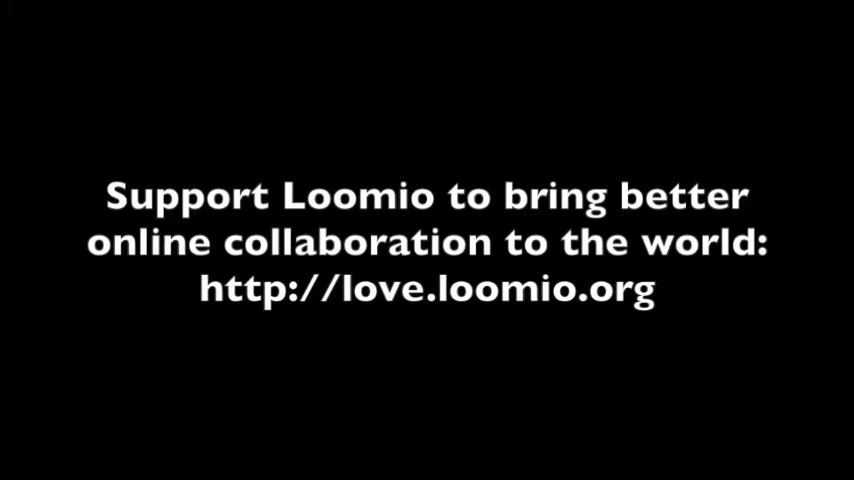 Support Loomio to bring better
online collaboration to the world:
http://love.loomio.org